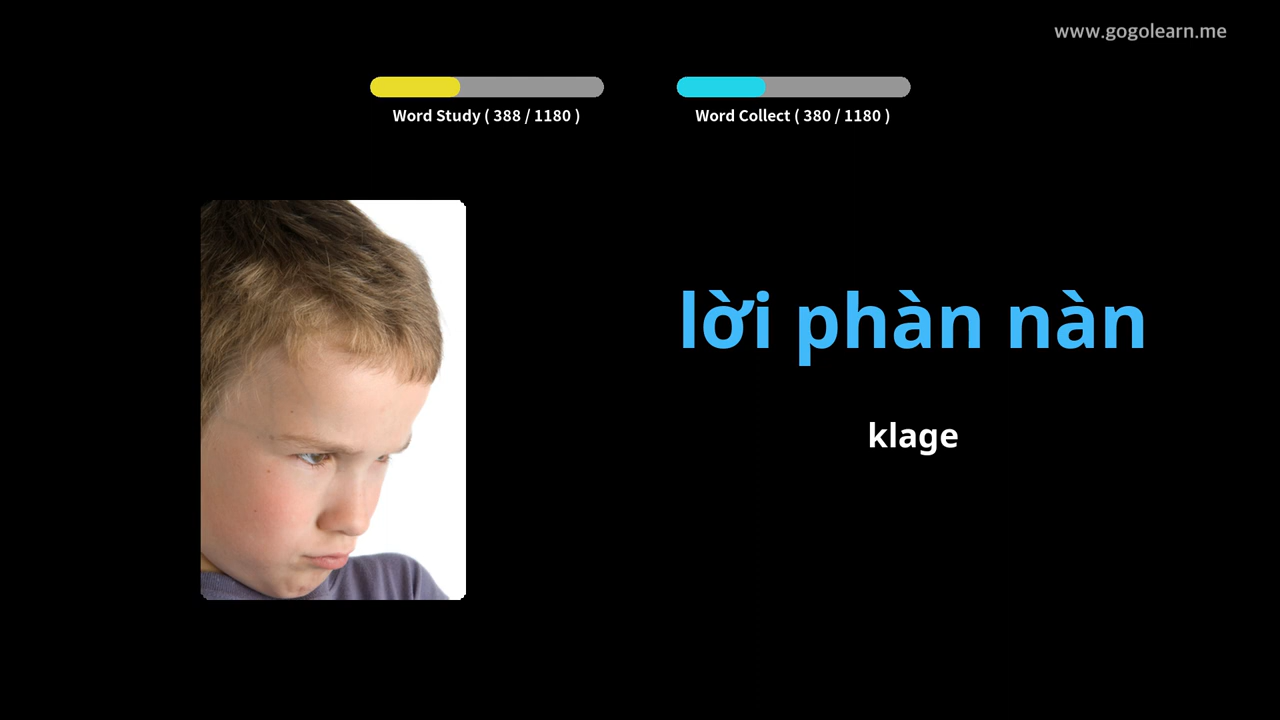 www.gogolearn.me
Word Study ( 388 / 1180 )
Word Collect ( 380 / 1180 )
lời phàn nàn
klage